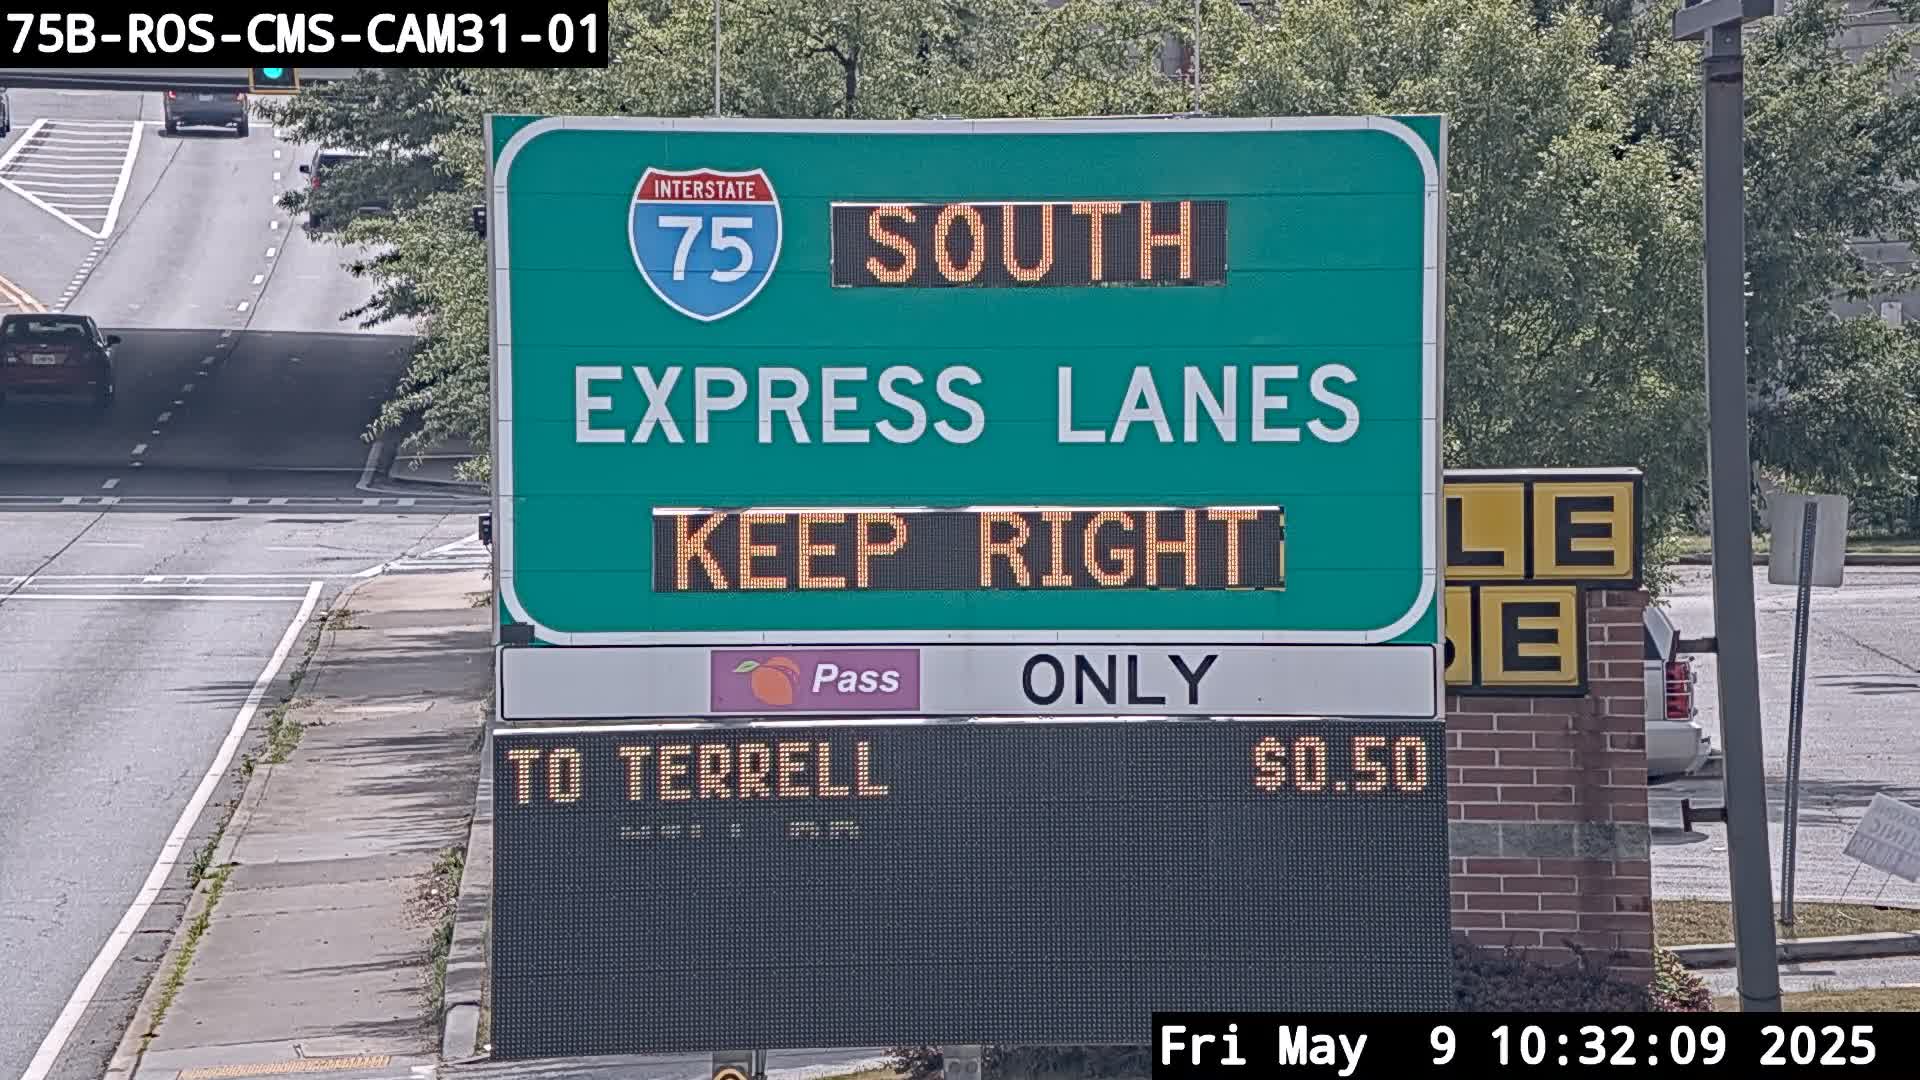 75B-ROS-CMS-CAM31-01
INTERSTATE
75
SOUTH
EXPRESS LANES
KEEP RIGHT
LE
E
Pass ONLY
TO TERRELL $0.50
Fri May 9 10:32:09 2025